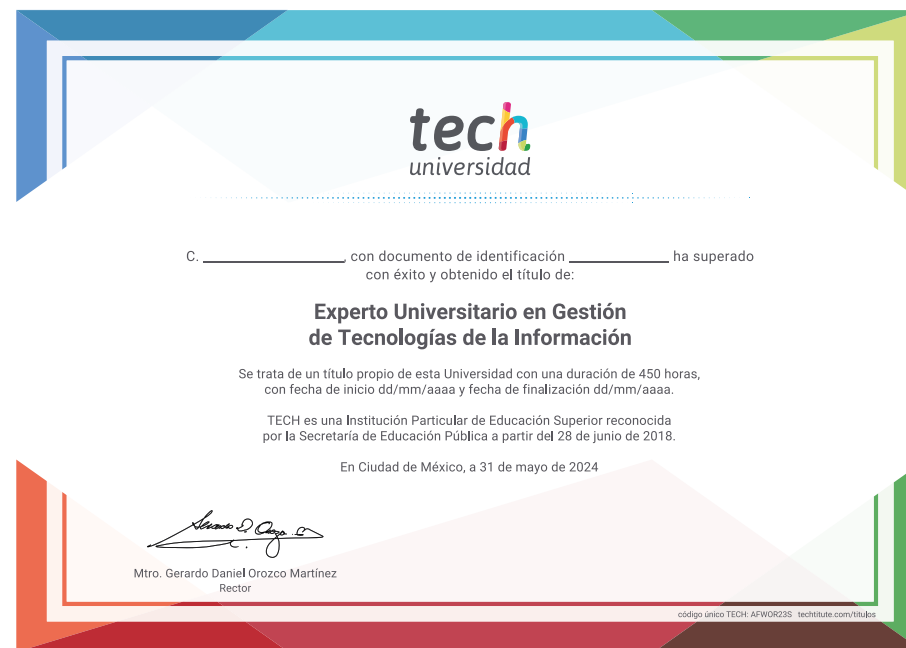 tech
universidad
C. ____________________, con documento de identificación ______________ ha superado
con éxito y obtenido el título de:
Experto Universitario en Gestión
de Tecnologías de la Información
Se trata de un título propio de esta Universidad con una duración de 450 horas,
con fecha de inicio dd/mm/aaaa y fecha de finalización dd/mm/aaaa.
TECH es una Institución Particular de Educación Superior reconocida
por la Secretaría de Educación Pública a partir del 28 de junio de 2018.
En Ciudad de México, a 31 de mayo de 2024
Mtro. Gerardo Daniel Orozco Martínez
Rector
código único TECH: AFWOR23S techtitute.com/titulos